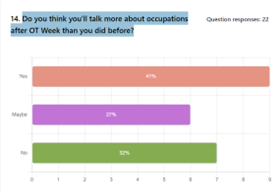 14. Do you think you'll talk more about occupations
after OT Week than you did before?
Question responses: 22
Yes
41%
Maybe
27%
No
32%
0 1 2 3 4 5 6 7 8 9